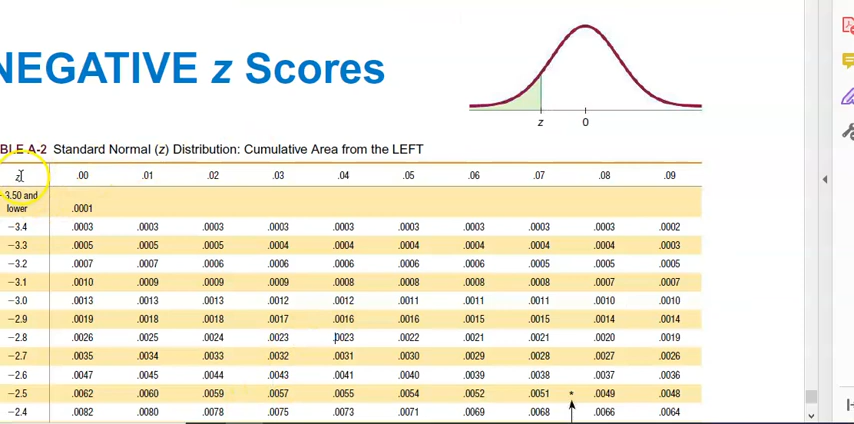 NEGATIVE z Scores
z 0
BLE A-2 Standard Normal (z) Distribution: Cumulative Area from the LEFT
z .00 .01 .02 .03 .04 .05 .06 .07 .08 .09
-3.50 and
lower .0001
-3.4 .0003 .0003 .0003 .0003 .0003 .0003 .0003 .0003 .0003 .0002
-3.3 .0005 .0005 .0005 .0004 .0004 .0004 .0004 .0004 .0004 .0003
-3.2 .0007 .0007 .0006 .0006 .0006 .0006 .0006 .0005 .0005 .0005
-3.1 .0010 .0009 .0009 .0009 .0008 .0008 .0008 .0008 .0007 .0007
-3.0 .0013 .0013 .0013 .0012 .0012 .0011 .0011 .0011 .0010 .0010
-2.9 .0019 .0018 .0018 .0017 .0016 .0016 .0015 .0015 .0014 .0014
-2.8 .0026 .0025 .0024 .0023 .0023 .0022 .0021 .0021 .0020 .0019
-2.7 .0035 .0034 .0033 .0032 .0031 .0030 .0029 .0028 .0027 .0026
-2.6 .0047 .0045 .0044 .0043 .0041 .0040 .0039 .0038 .0037 .0036
-2.5 .0062 .0060 .0059 .0057 .0055 .0054 .0052 .0051 * .0049 .0048
-2.4 .0082 .0080 .0078 .0075 .0073 .0071 .0069 .0068 .0066 .0064